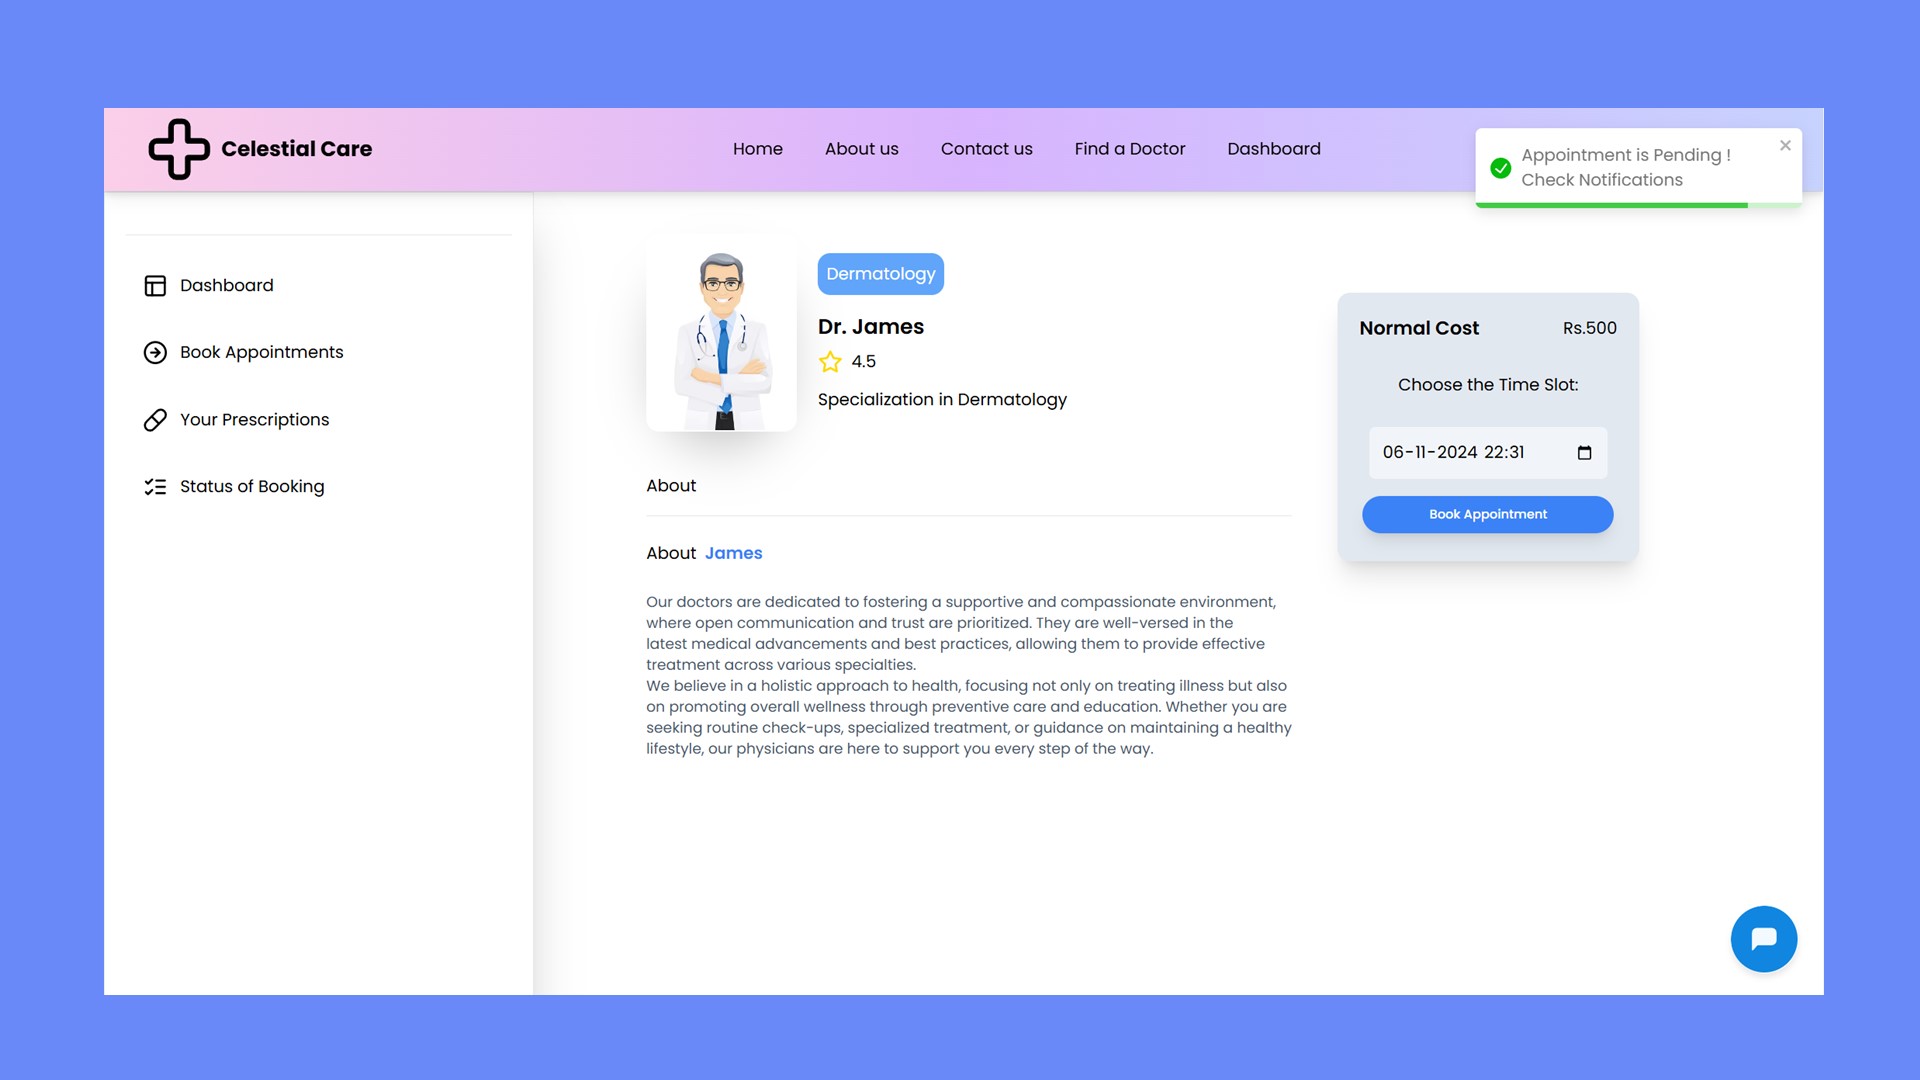 Celestial Care
Home
About us
Contact us
Find a Doctor
Dashboard
Appointment is Pending !
Check Notifications
Dashboard
Book Appointments
Your Prescriptions
Status of Booking
Dermatology
Dr. James
4.5
Specialization in Dermatology
About
About James
Our doctors are dedicated to fostering a supportive and compassionate environment,
where open communication and trust are prioritized. They are well-versed in the
latest medical advancements and best practices, allowing them to provide effective
treatment across various specialties.
We believe in a holistic approach to health, focusing not only on treating illness but also
on promoting overall wellness through preventive care and education. Whether you are
seeking routine check-ups, specialized treatment, or guidance on maintaining a healthy
lifestyle, our physicians are here to support you every step of the way.
Normal Cost Rs.500
Choose the Time Slot:
06-11-2024 22:31
Book Appointment